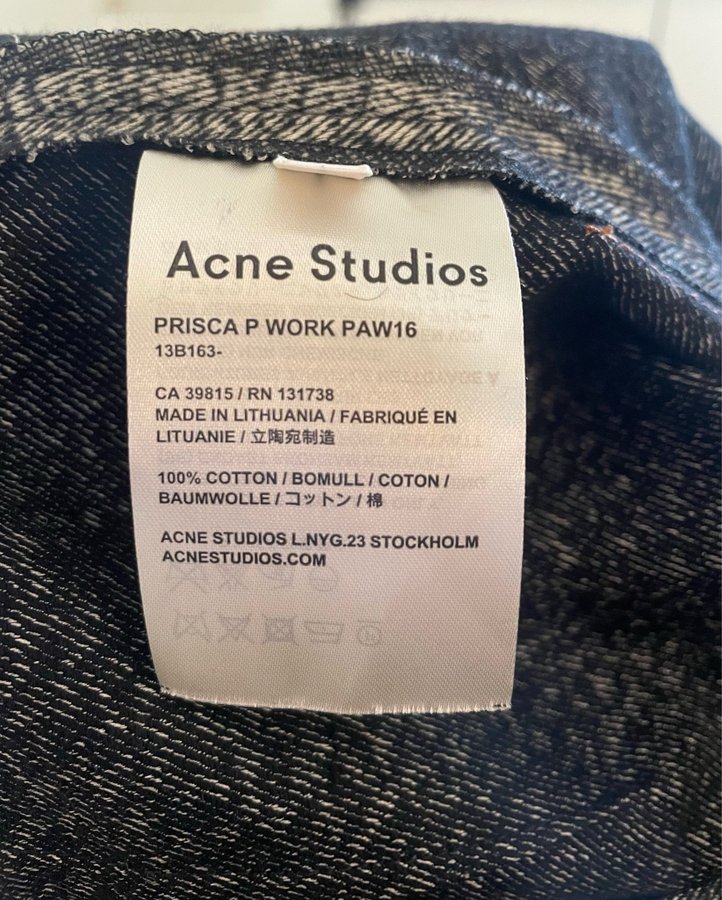 Acne Studios
PRISCA P WORK PAW16
13B163-
CA 39815 / RN 131738
MADE IN LITHUANIA / FABRIQUÉ EN
LITUANIE / 立陶宛制造
100% COTTON / BOMULL / COTON /
BAUMWOLLE / コットン / 棉
ACNE STUDIOS L.NYG.23 STOCKHOLM
ACNESTUDIOS.COM